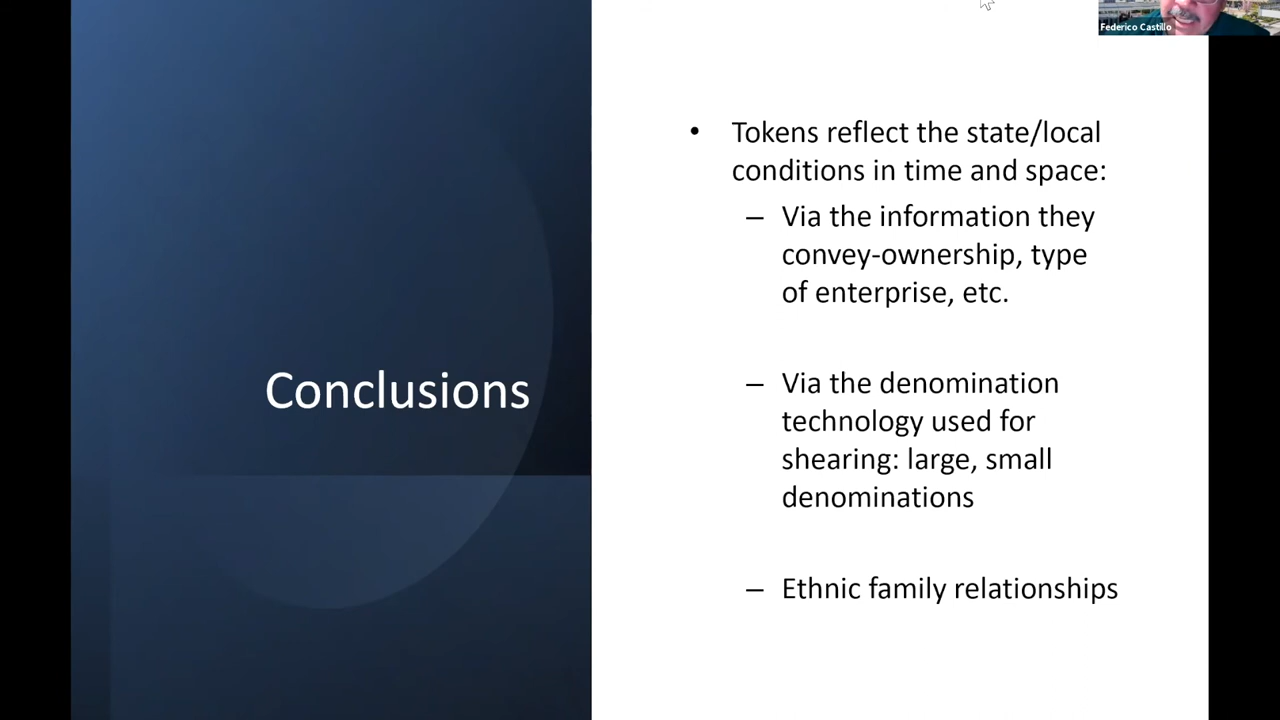 Federico Castillo
• Tokens reflect the state/local
conditions in time and space:
– Via the information they
convey-ownership, type
of enterprise, etc.
Conclusions
– Via the denomination
technology used for
shearing: large, small
denominations
– Ethnic family relationships